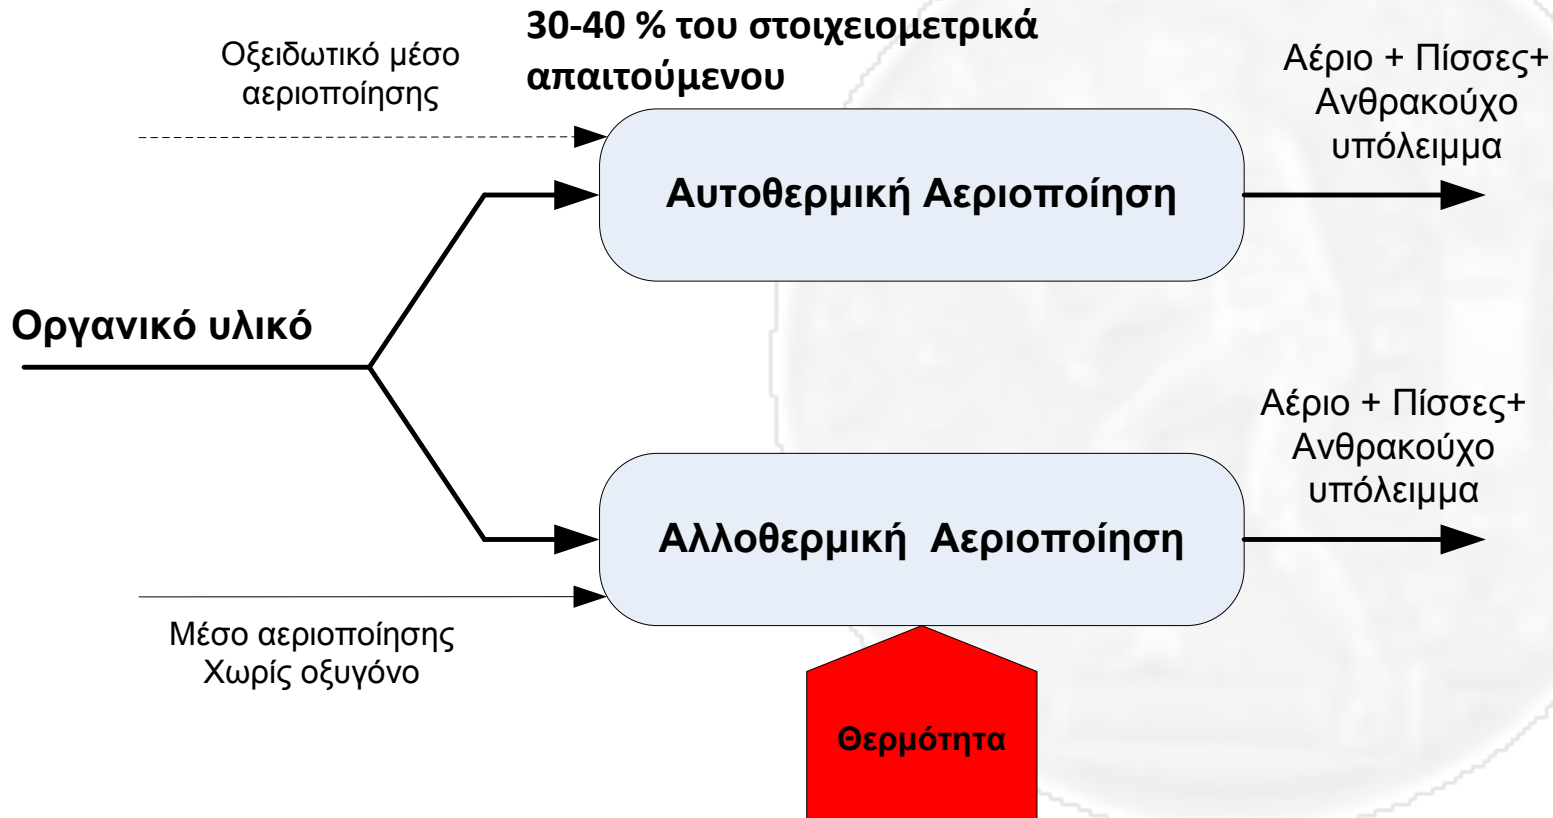 30-40 % του στοιχειομετρικά
απαιτούμενου
Οξειδωτικό μέσο
αεριοποίησης
Αέριο + Πίσσες+
Ανθρακούχο
υπόλειμμα
Αυτοθερμική Αεριοποίηση
Οργανικό υλικό
Αέριο + Πίσσες+
Ανθρακούχο
υπόλειμμα
Αλλοθερμική Αεριοποίηση
Μέσο αεριοποίησης
Χωρίς οξυγόνο
Θερμότητα